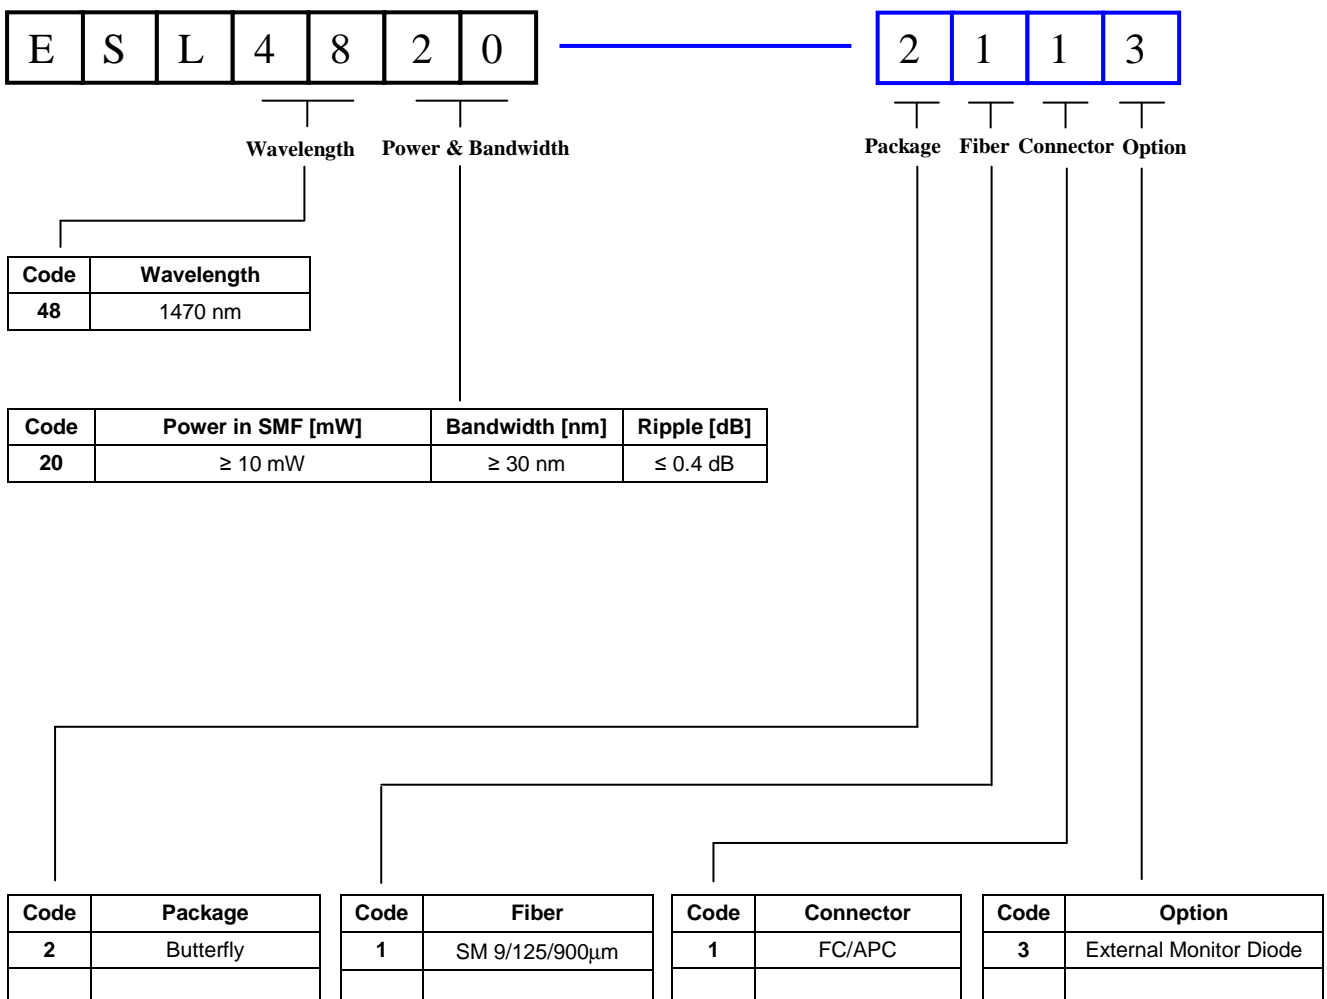 E S L 4 8 2 0 2 1 1 3
Wavelength Power & Bandwidth Package Fiber Connector Option
Code Wavelength
48 1470 nm
Code Power in SMF [mW] Bandwidth [nm] Ripple [dB]
20 ≥ 10 mW ≥ 30 nm ≤ 0.4 dB
Code Package Code Fiber Code Connector Code Option
2 Butterfly 1 SM 9/125/900µm 1 FC/APC 3 External Monitor Diode